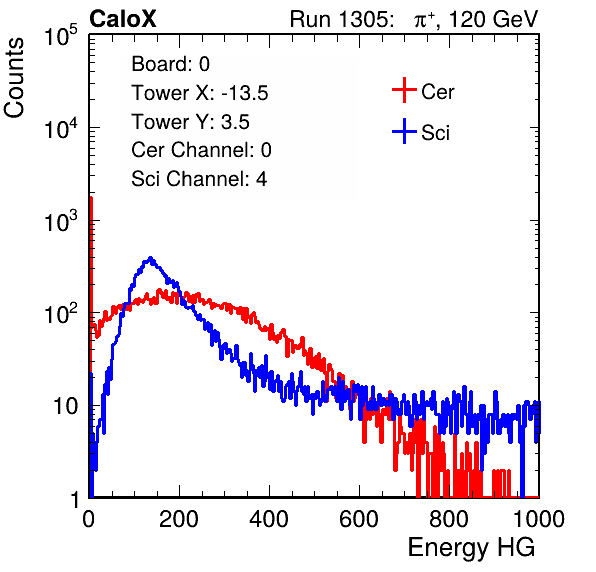 CaloX Run 1305: π⁺, 120 GeV
Counts
10⁵
10⁴
10³
10²
10
1
Board: 0
Tower X: -13.5
Tower Y: 3.5
Cer Channel: 0
Sci Channel: 4
Cer
Sci
0 200 400 600 800 1000
Energy HG